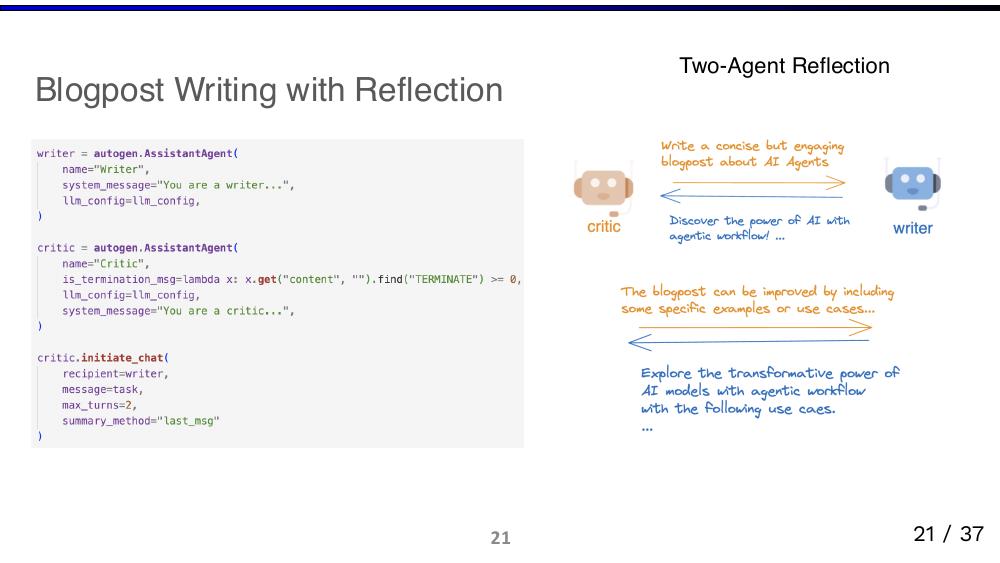 Two-Agent Reflection
Blogpost Writing with Reflection
writer = autogen.AssistantAgent(
    name="Writer",
    system_message="You are a writer...",
    llm_config=llm_config,
)
critic = autogen.AssistantAgent(
    name="Critic",
    is_termination_msg=lambda x: x.get("content", "").find("TERMINATE") >= 0,
    llm_config=llm_config,
    system_message="You are a critic...",
)
critic.initiate_chat(
    recipient=writer,
    message=task,
    max_turns=2,
    summary_method="last_msg"
)
Write a concise but engaging
blogpost about AI Agents
critic
Discover the power of AI with
agentic workflow! ...
writer
The blogpost can be improved by including
some specific examples or use cases...
Explore the transformative power of
AI models with agentic workflow
with the following use caes.
...
21
21 / 37